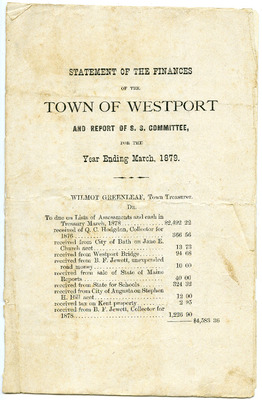 STATEMENT OF THE FINANCES
OF THE
TOWN OF WESTPORT
AND REPORT OF S. S. COMMITTEE,
FOR THE
Year Ending March, 1879.
WILMOT GREENLEAF, Town Treasurer.
DR.
To due on Lists of Assessments and cash in
Treasury March, 1878 $2,492 22
received of Q. C. Hodgdon, Collector for
1876 366 56
received from City of Bath on Jane E.
Church acct 13 73
received from Westport Bridge, 94 68
received from B. F. Jewett, unexpended
road money 10 60
received from sale of State of Maine
Reports 40 00
received from State for Schools 324 32
received from City of Augusta on Stephen
H. Hill acct 12 00
received tax on Kent property 2 85
received from B. F. Jewett, Collector for
1878 1,226 90
$4,583 36